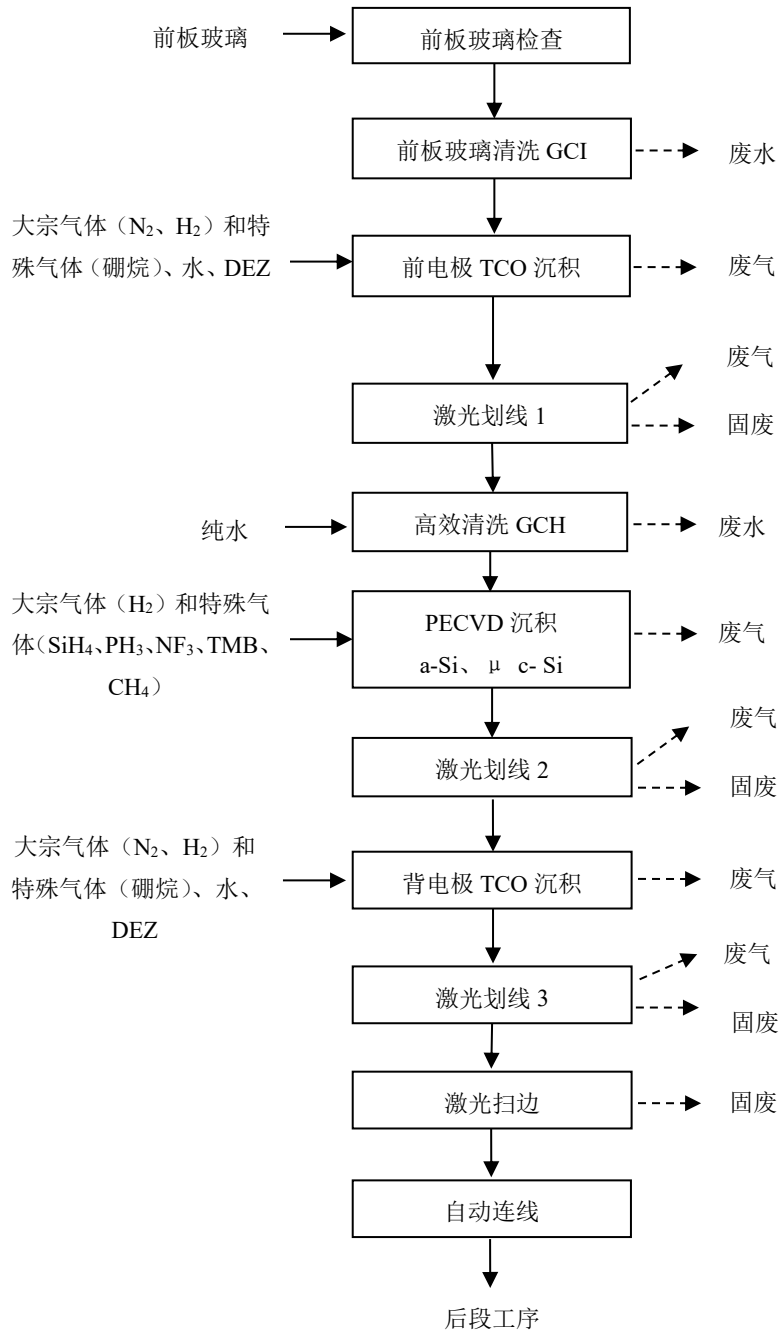 前板玻璃
前板玻璃检查
前板玻璃清洗 GCI
废水
大宗气体（N₂、H₂）和特
殊气体（硼烷）、水、DEZ
前电极 TCO 沉积
废气
废气
激光划线 1
固废
纯水
高效清洗 GCH
废水
大宗气体（H₂）和特殊气
体（SiH₄、PH₃、NF₃、TMB、
CH₄）
PECVD 沉积
a-Si、μ c- Si
废气
废气
激光划线 2
固废
大宗气体（N₂、H₂）和
特殊气体（硼烷）、水、
DEZ
背电极 TCO 沉积
废气
废气
激光划线 3
固废
激光扫边
固废
自动连线
后段工序